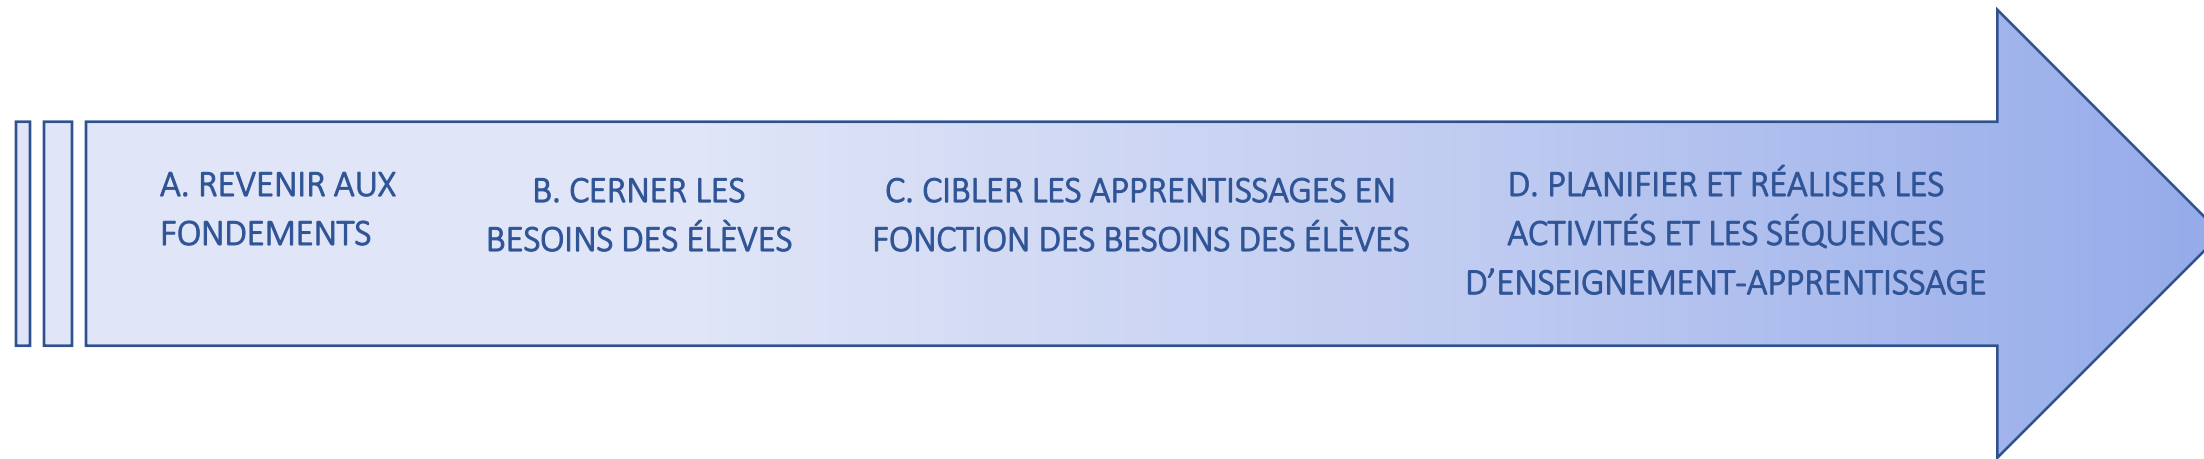 A. REVENIR AUX
FONDEMENTS
B. CERNER LES
BESOINS DES ÉLÈVES
C. CIBLER LES APPRENTISSAGES EN
FONCTION DES BESOINS DES ÉLÈVES
D. PLANIFIER ET RÉALISER LES
ACTIVITÉS ET LES SÉQUENCES
D’ENSEIGNEMENT-APPRENTISSAGE